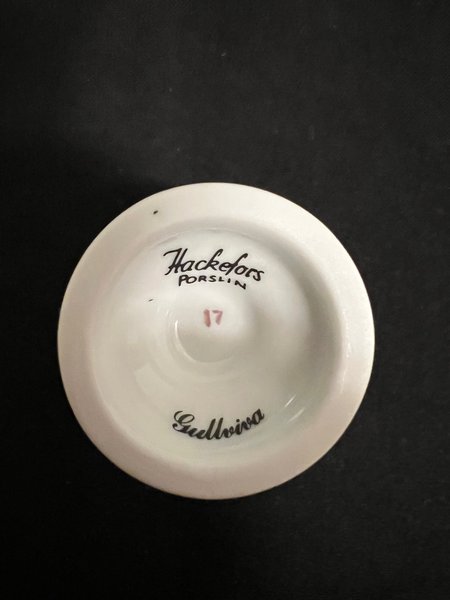 Hackefors
PORSLIN
17
Gullviva